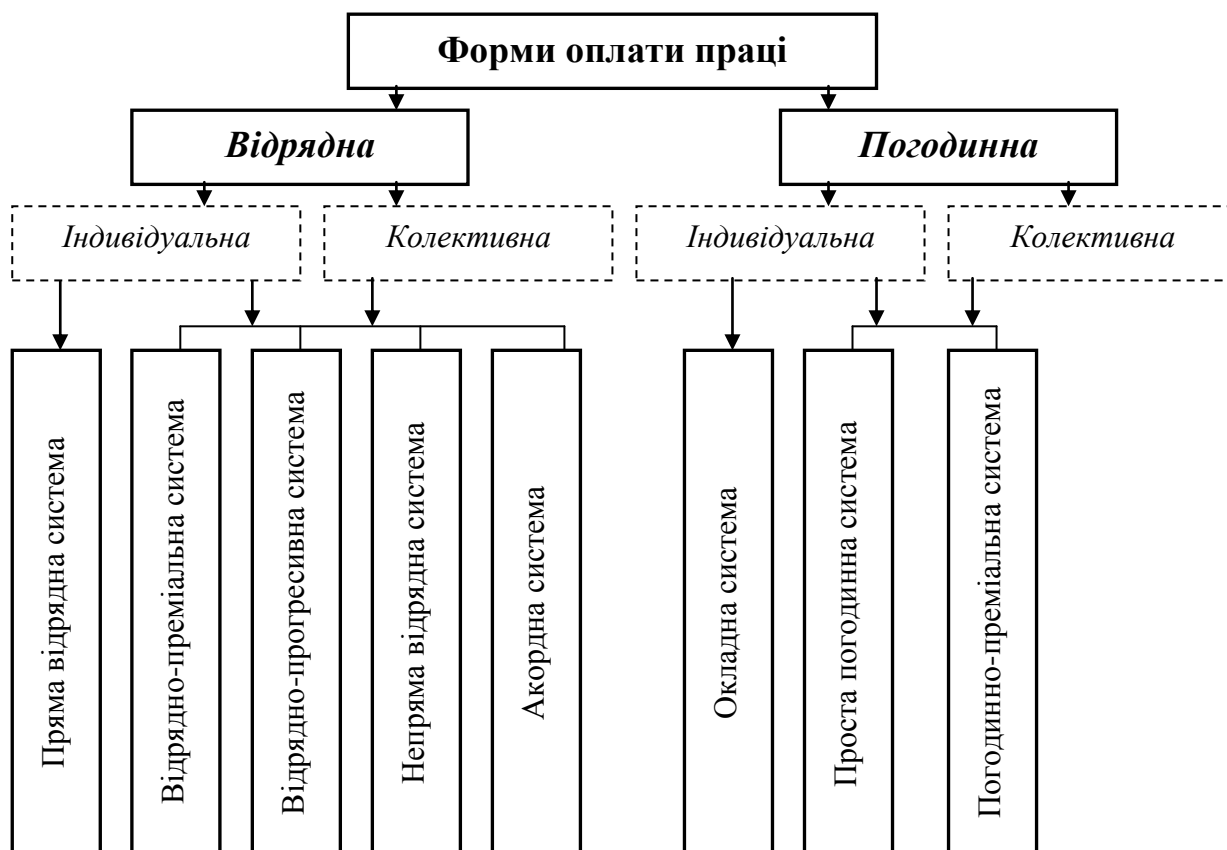 Форми оплати праці
Відрядна
Погодинна
Індивідуальна
Колективна
Індивідуальна
Колективна
Пряма відрядна система
Відрядно-преміальна система
Відрядно-прогресивна система
Непряма відрядна система
Акордна система
Окладна система
Проста погодинна система
Погодинно-преміальна система